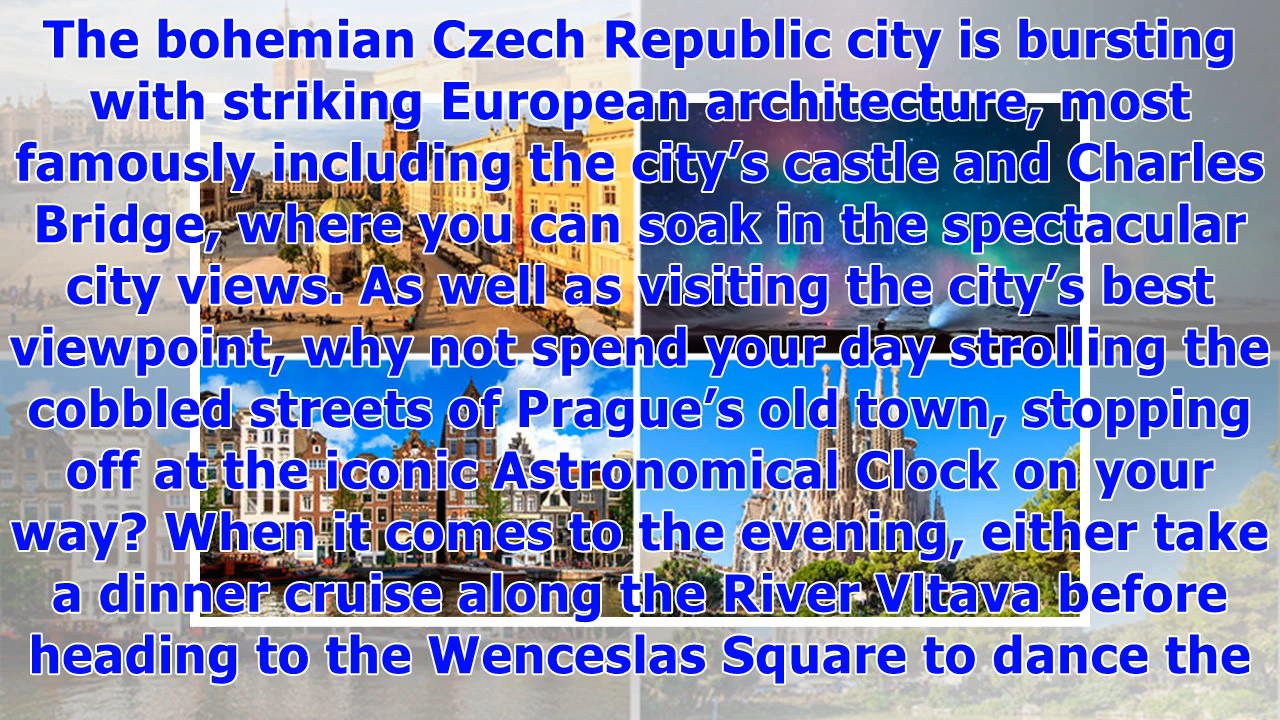 The bohemian Czech Republic city is bursting
with striking European architecture, most
famously including the city’s castle and Charles
Bridge, where you can soak in the spectacular
city views. As well as visiting the city’s best
viewpoint, why not spend your day strolling the
cobbled streets of Prague’s old town, stopping
off at the iconic Astronomical Clock on your
way? When it comes to the evening, either take
a dinner cruise along the River Vltava before
heading to the Wenceslas Square to dance the